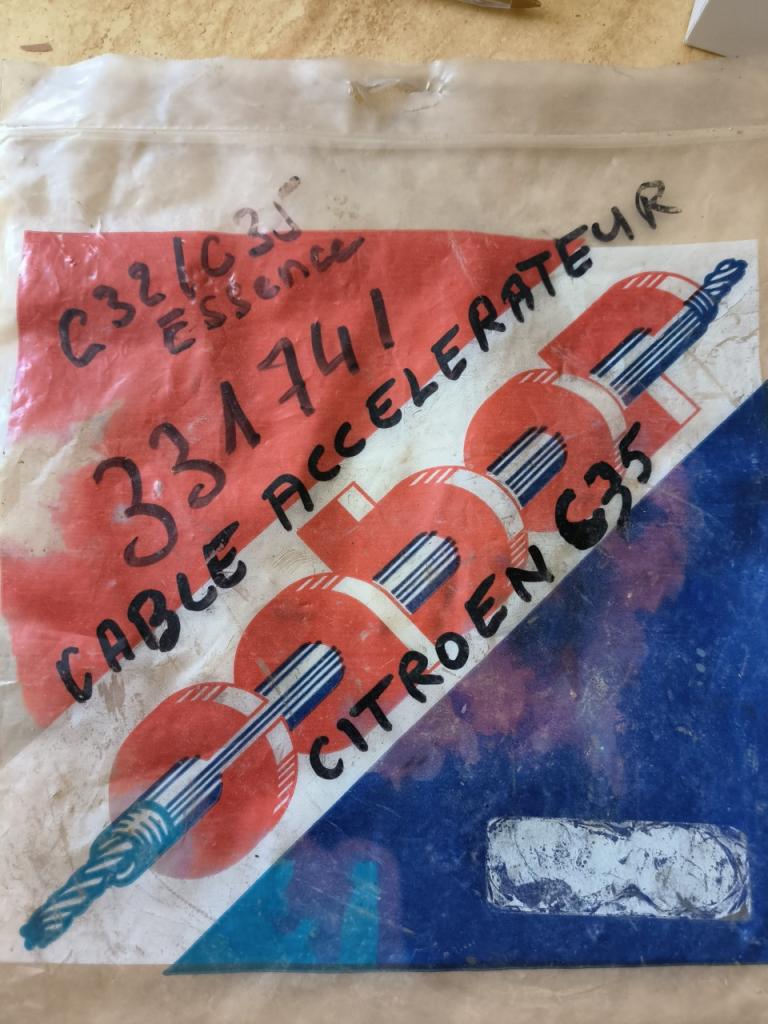 C32/C35
Essence
331741
CABLE ACCELERATEUR
CITROEN C35